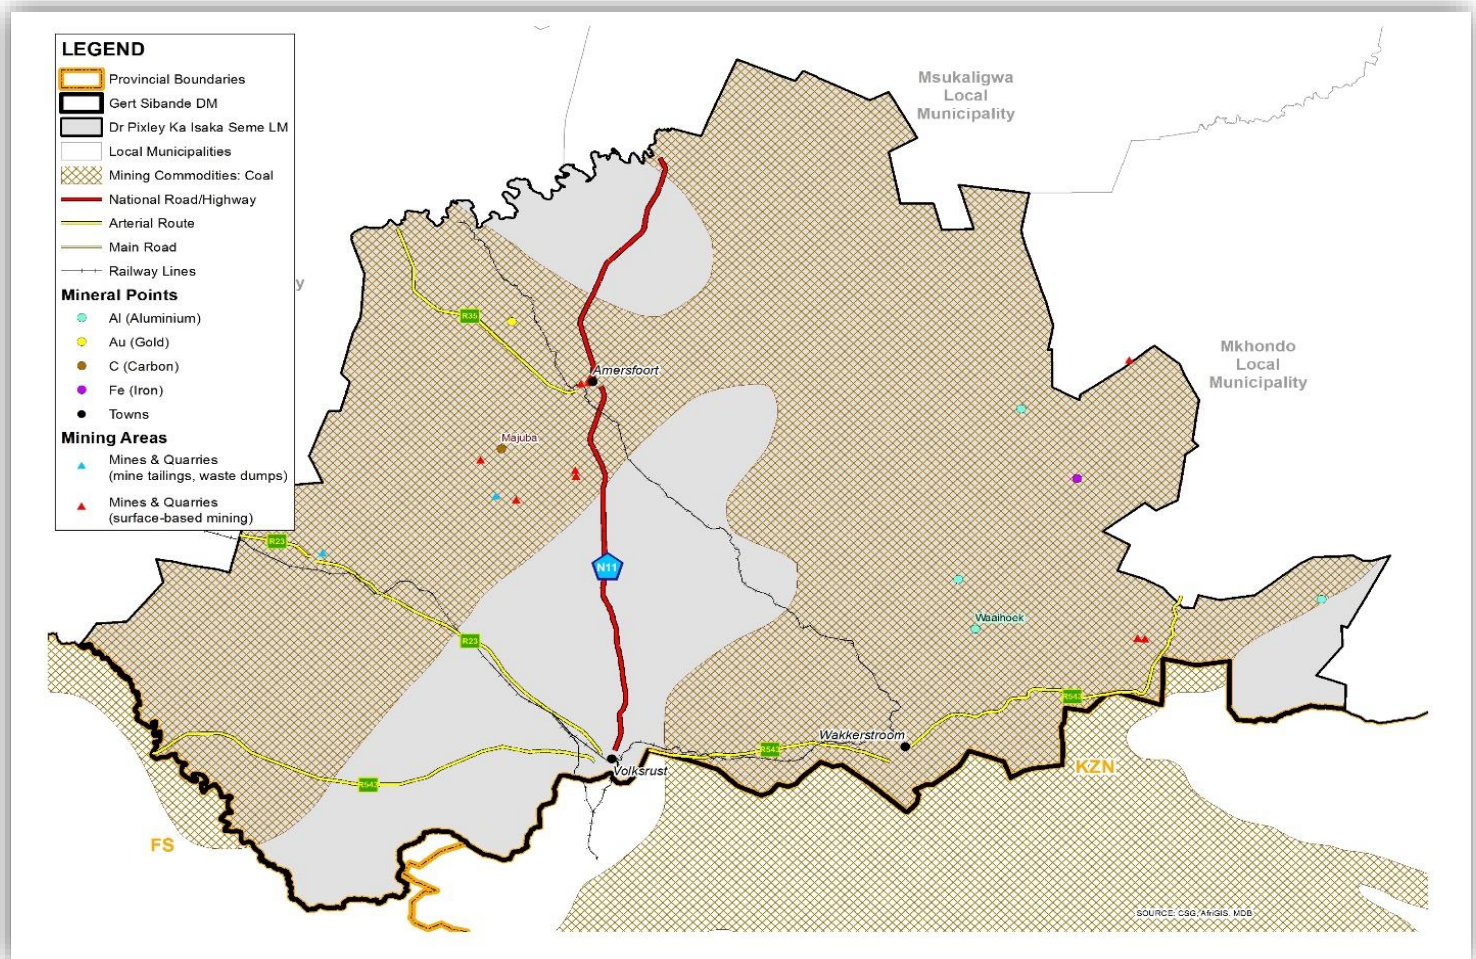 LEGEND
Provincial Boundaries
Gert Sibande DM
Dr Pixley Ka Isaka Seme LM
Local Municipalities
Mining Commodities: Coal
National Road/Highway
Arterial Route
Main Road
Railway Lines
Mineral Points
Al (Aluminium)
Au (Gold)
C (Carbon)
Fe (Iron)
Towns
Mining Areas
Mines & Quarries
(mine tailings, waste dumps)
Mines & Quarries
(surface-based mining)
Msukaligwa
Local
Municipality
y
R35
Amersfoort
Mkhondo
Local
Municipality
Majuba
R23
N11
R23
Waaihoek
R543
Wakkerstroom
R543
Volksrust
KZN
R543
FS
SOURCE: CSG, AfriGIS, MDB